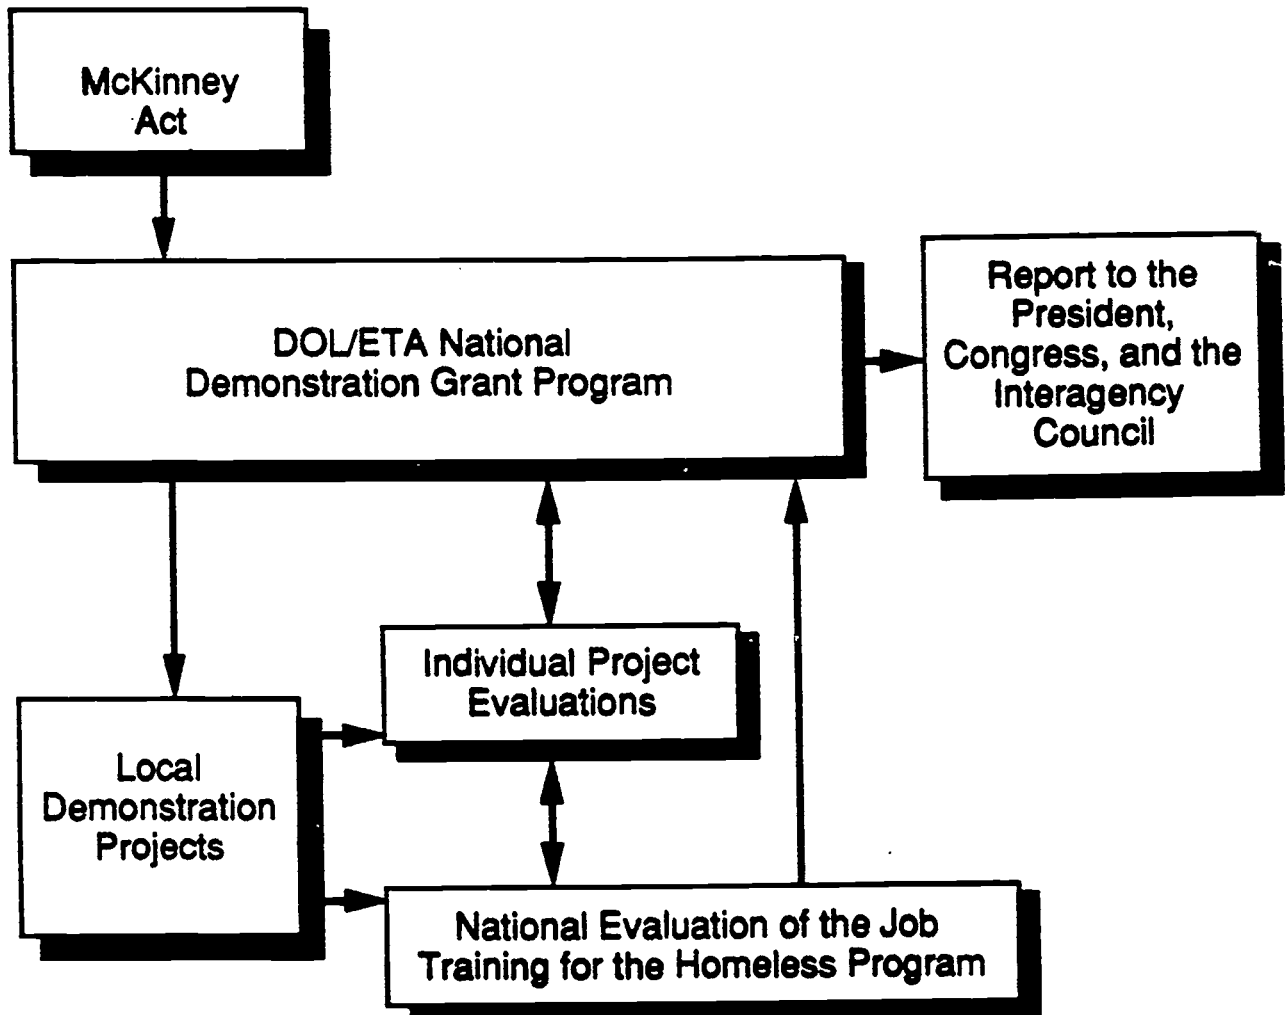 McKinney
Act
DOL/ETA National
Demonstration Grant Program
Report to the
President,
Congress, and the
Interagency
Council
Individual Project
Evaluations
Local
Demonstration
Projects
National Evaluation of the Job
Training for the Homeless Program